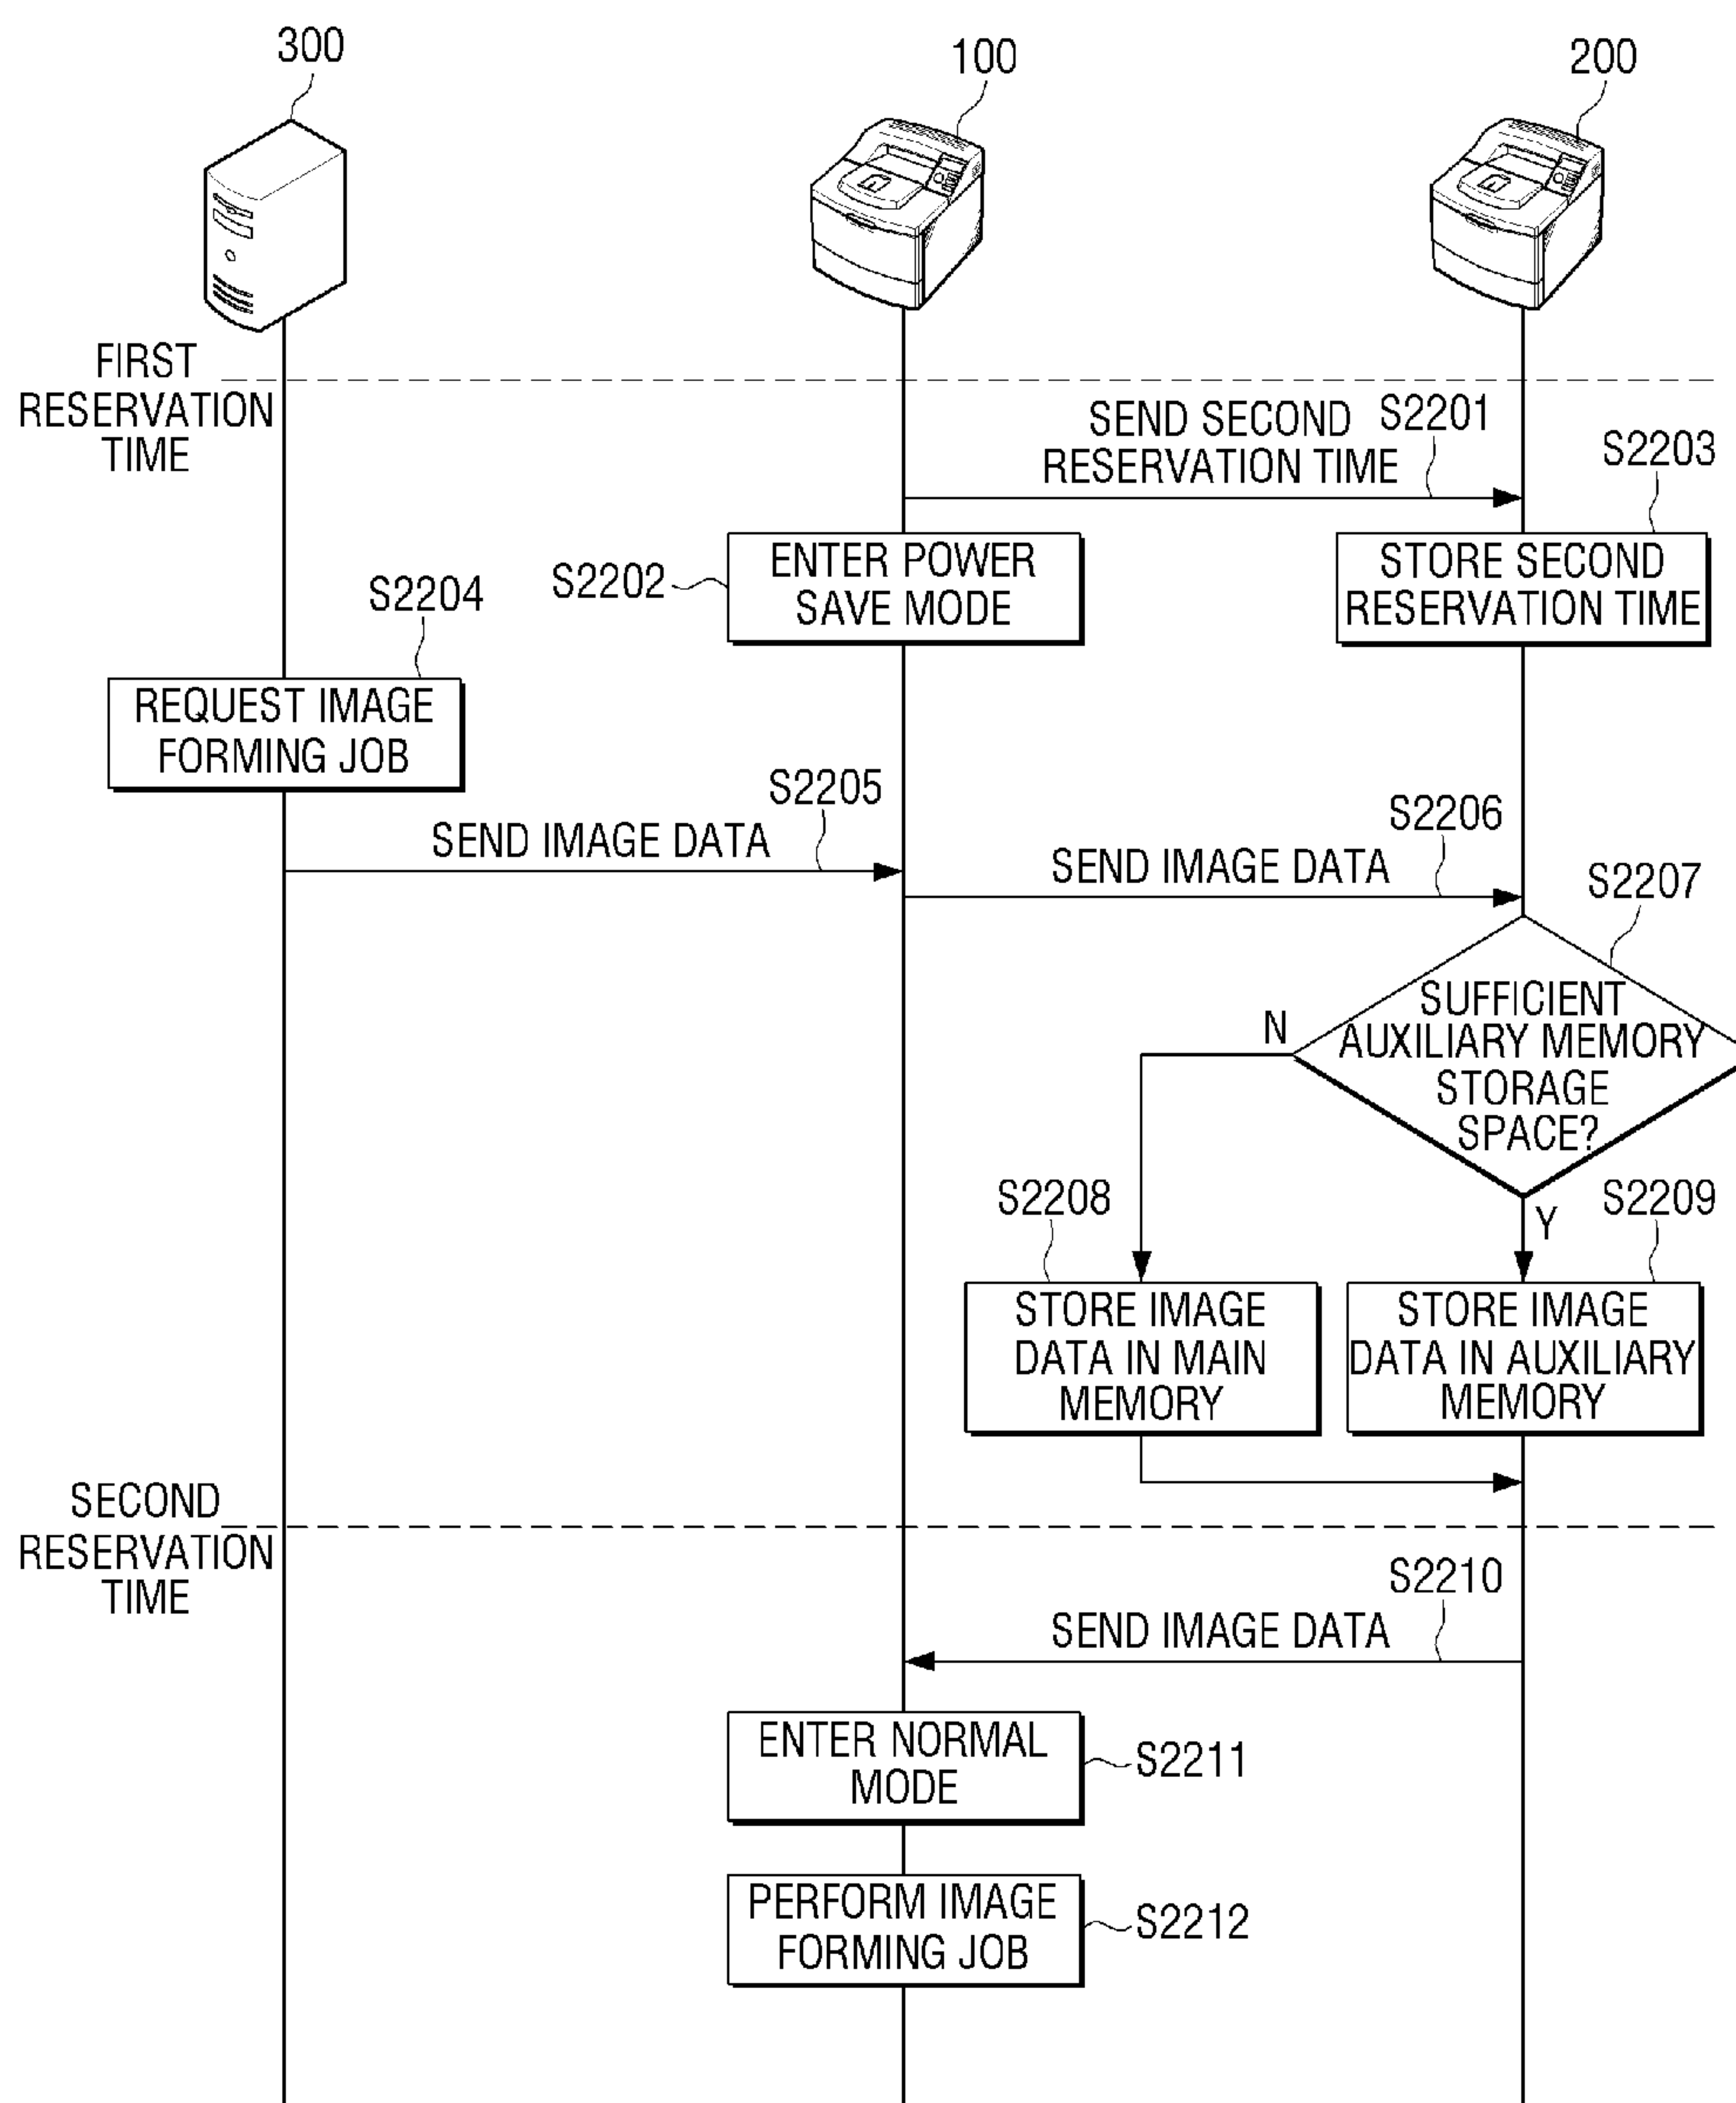 300
100
200
FIRST
RESERVATION
TIME
SEND SECOND
RESERVATION TIME
S2201
S2203
S2202
ENTER POWER
SAVE MODE
STORE SECOND
RESERVATION TIME
S2204
REQUEST IMAGE
FORMING JOB
S2205
SEND IMAGE DATA
S2206
SEND IMAGE DATA
S2207
SUFFICIENT
AUXILIARY MEMORY
STORAGE
SPACE?
N
Y
S2208
S2209
STORE IMAGE
DATA IN MAIN
MEMORY
STORE IMAGE
DATA IN AUXILIARY
MEMORY
SECOND
RESERVATION
TIME
S2210
SEND IMAGE DATA
ENTER NORMAL
MODE
S2211
PERFORM IMAGE
FORMING JOB
S2212